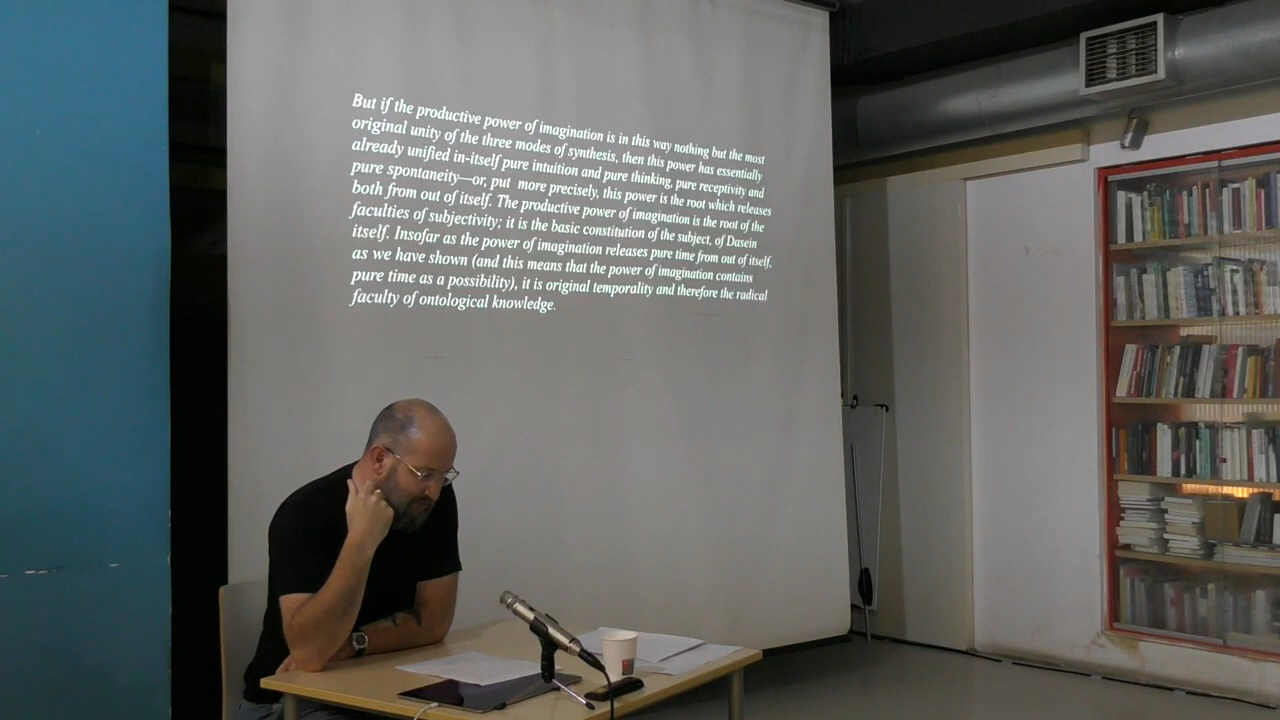 But if the productive power of imagination is in this way nothing but the most
original unity of the three modes of synthesis, then this power has essentially
already unified in-itself pure intuition and pure thinking, pure receptivity and
pure spontaneity—or, put more precisely, this power is the root which releases
both from out of itself. The productive power of imagination is the root of the
faculties of subjectivity; it is the basic constitution of the subject, of Dasein
itself. Insofar as the power of imagination releases pure time from out of itself,
as we have shown (and this means that the power of imagination contains
pure time as a possibility), it is original temporality and therefore the radical
faculty of ontological knowledge.